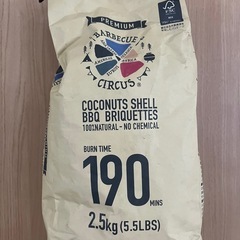 PREMIUM
BARBECUE
CIRCUS
COCONUTS SHELL
BBQ BRIQUETTES
100%NATURAL-NO CHEMICAL
BURN TIME
190
MINS
2.5kg(5.5LBS)
FSC